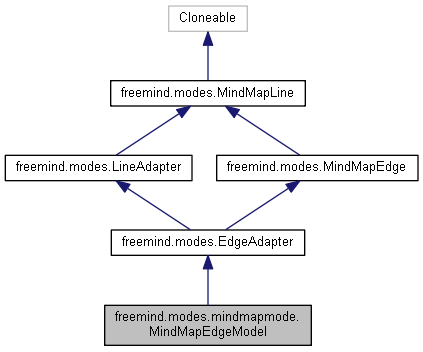 Cloneable
freemind.modes.MindMapLine
freemind.modes.LineAdapter
freemind.modes.MindMapEdge
freemind.modes.EdgeAdapter
freemind.modes.mindmapmode.
MindMapEdgeModel